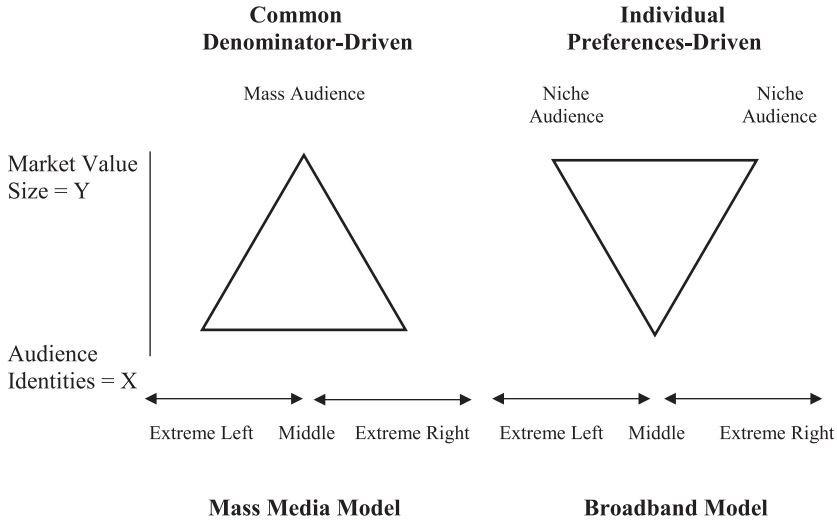 Common
Denominator-Driven
Individual
Preferences-Driven
Mass Audience
Niche
Audience
Niche
Audience
Market Value
Size = Y
Audience
Identities = X
Extreme Left Middle Extreme Right
Extreme Left Middle Extreme Right
Mass Media Model
Broadband Model